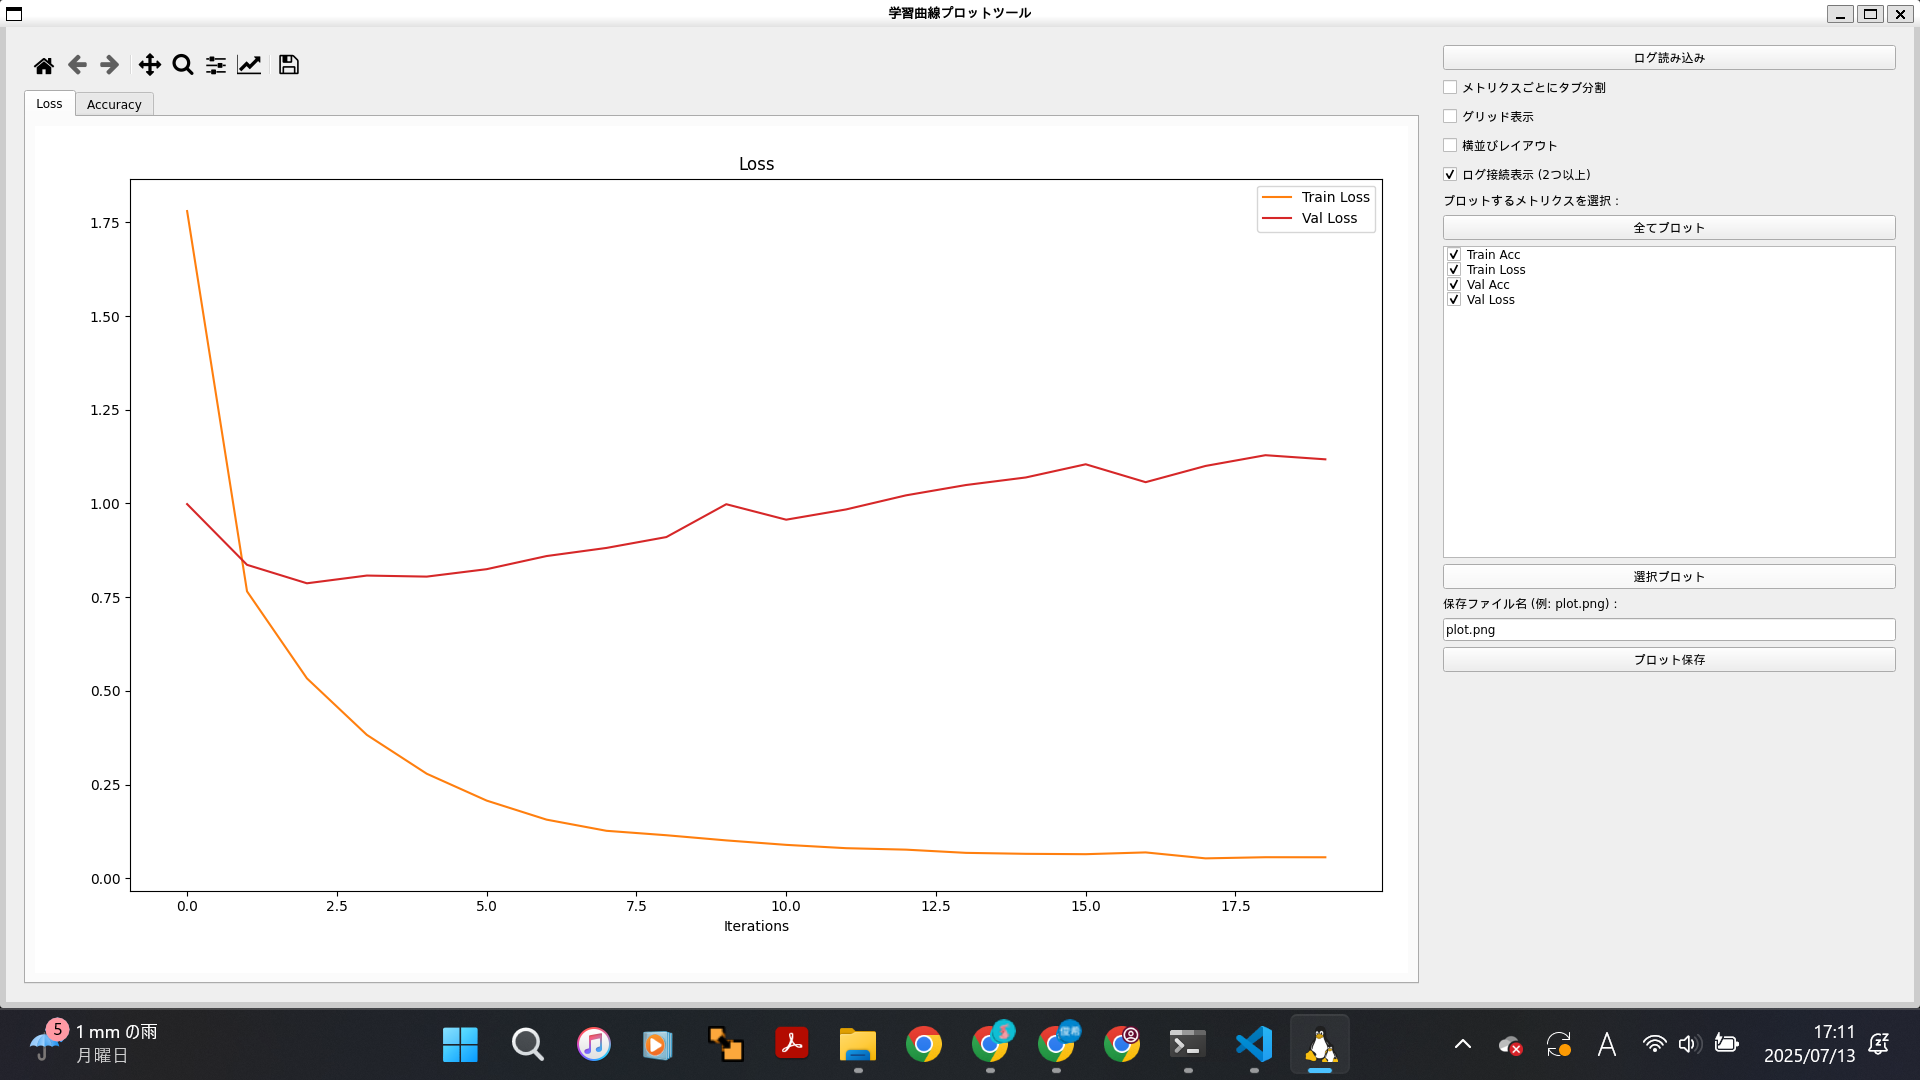 学習曲線プロットツール
Loss
Accuracy
Loss
Train Loss
Val Loss
1.75
1.50
1.25
1.00
0.75
0.50
0.25
0.00
0.0
2.5
5.0
7.5
10.0
12.5
15.0
17.5
Iterations
ログ読み込み
メトリクスごとにタブ分割
グリッド表示
横並びレイアウト
ログ接続表示 (2つ以上)
プロットするメトリクスを選択：
全てプロット
Train Acc
Train Loss
Val Acc
Val Loss
選択プロット
保存ファイル名 (例: plot.png)：
plot.png
プロット保存
5
1 mm の雨
月曜日
俊希
A
17:11
2025/07/13